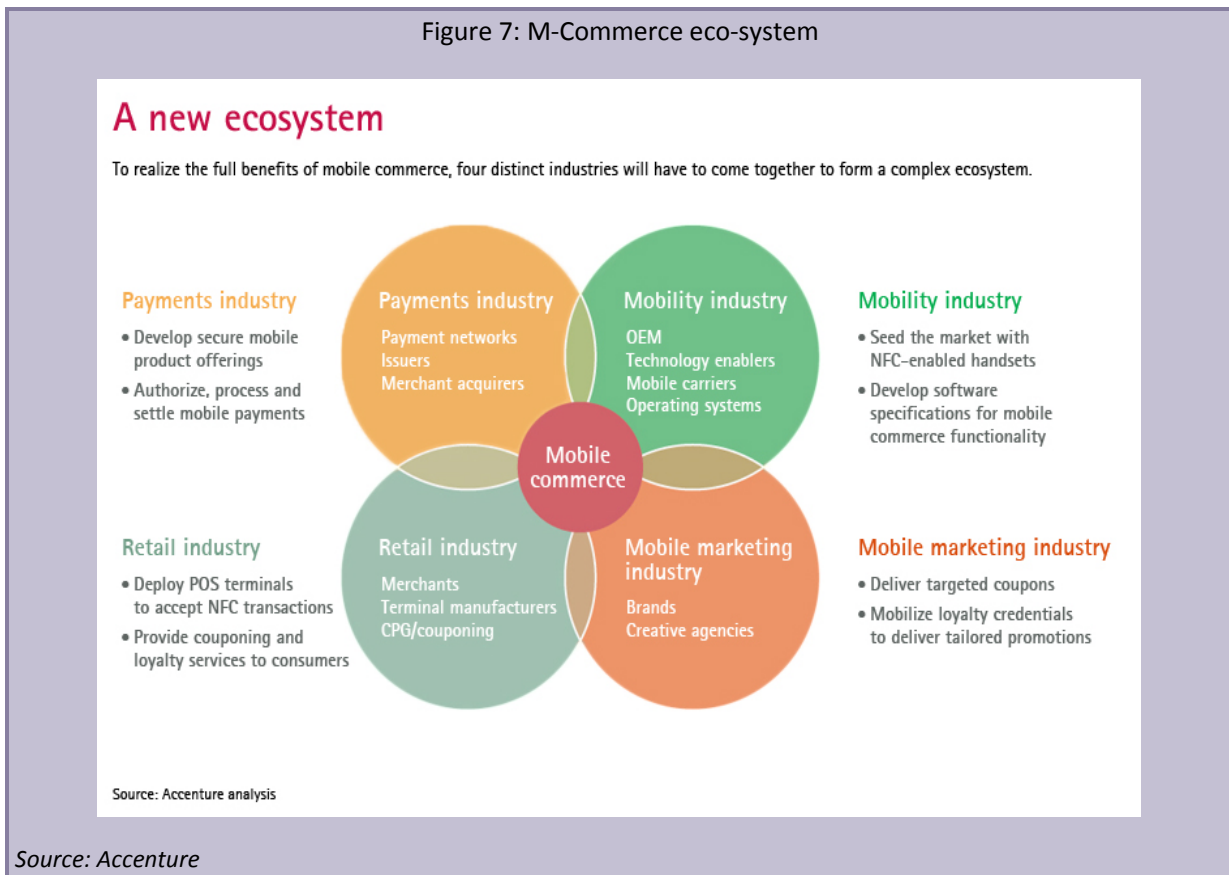 Figure 7: M-Commerce eco-system
A new ecosystem
To realize the full benefits of mobile commerce, four distinct industries will have to come together to form a complex ecosystem.
Payments industry
• Develop secure mobile
product offerings
• Authorize, process and
settle mobile payments
Payments industry
Payment networks
Issuers
Merchant acquirers
Mobility industry
OEM
Technology enablers
Mobile carriers
Operating systems
Mobility industry
• Seed the market with
NFC-enabled handsets
• Develop software
specifications for mobile
commerce functionality
Mobile
commerce
Retail industry
• Deploy POS terminals
to accept NFC transactions
• Provide couponing and
loyalty services to consumers
Retail industry
Merchants
Terminal manufacturers
CPG/couponing
Mobile marketing
industry
Brands
Creative agencies
Mobile marketing industry
• Deliver targeted coupons
• Mobilize loyalty credentials
to deliver tailored promotions
Source: Accenture analysis
Source: Accenture